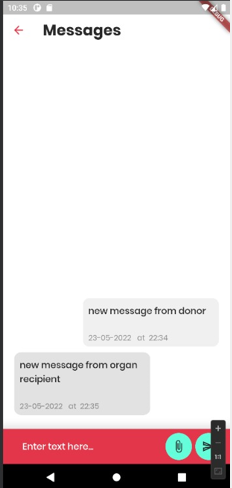 10:35
DEBUG
Messages
new message from donor
23-05-2022 at 22:34
new message from organ
recipient
23-05-2022 at 22:35
Enter text here...
1:1